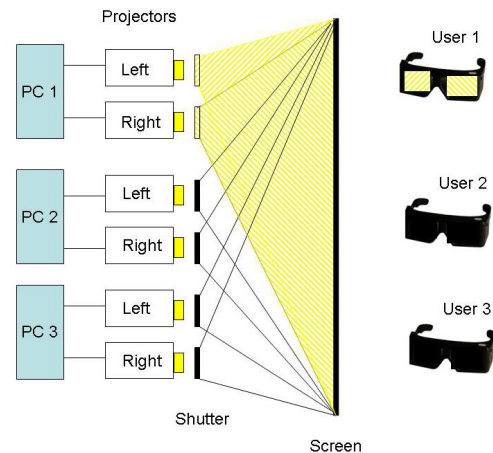 Projectors
User 1
Left
PC 1
Right
User 2
Left
PC 2
Right
User 3
Left
PC 3
Right
Shutter
Screen